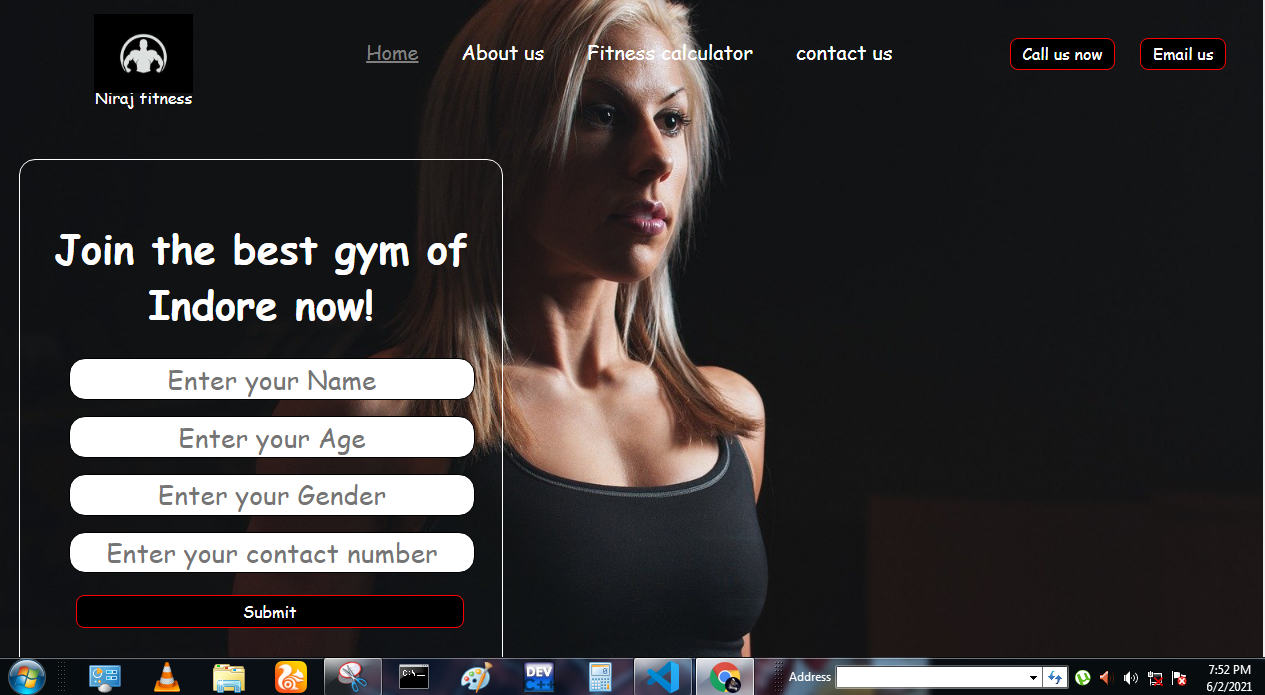 Home
About us
Fitness calculator
contact us
Call us now
Email us
Niraj fitness
Join the best gym of
Indore now!
Enter your Name
Enter your Age
Enter your Gender
Enter your contact number
Submit
C:\
DEV
C++
Address
7:52 PM
6/2/2021